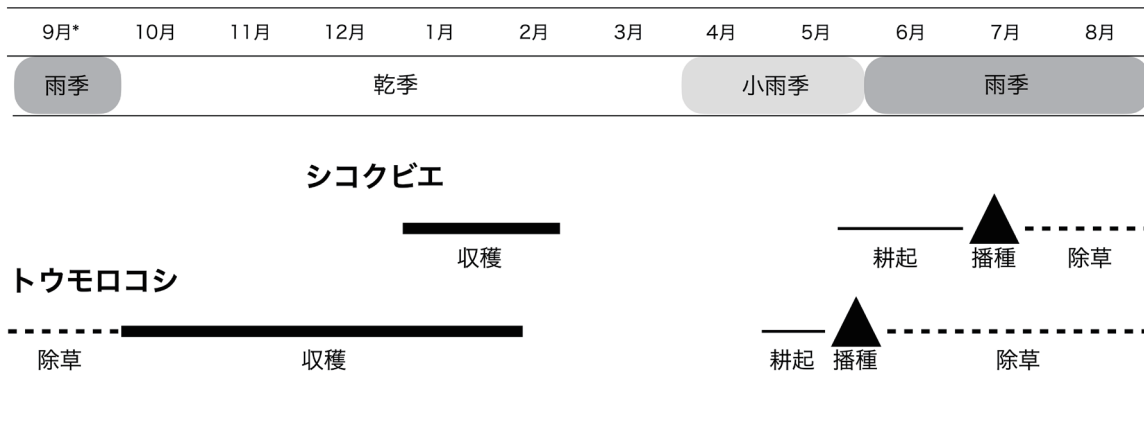 9月* 10月 11月 12月 1月 2月 3月 4月 5月 6月 7月 8月
雨季 乾季 小雨季 雨季
シコクビエ
収穫 耕起 播種 除草
トウモロコシ
除草 収穫 耕起 播種 除草